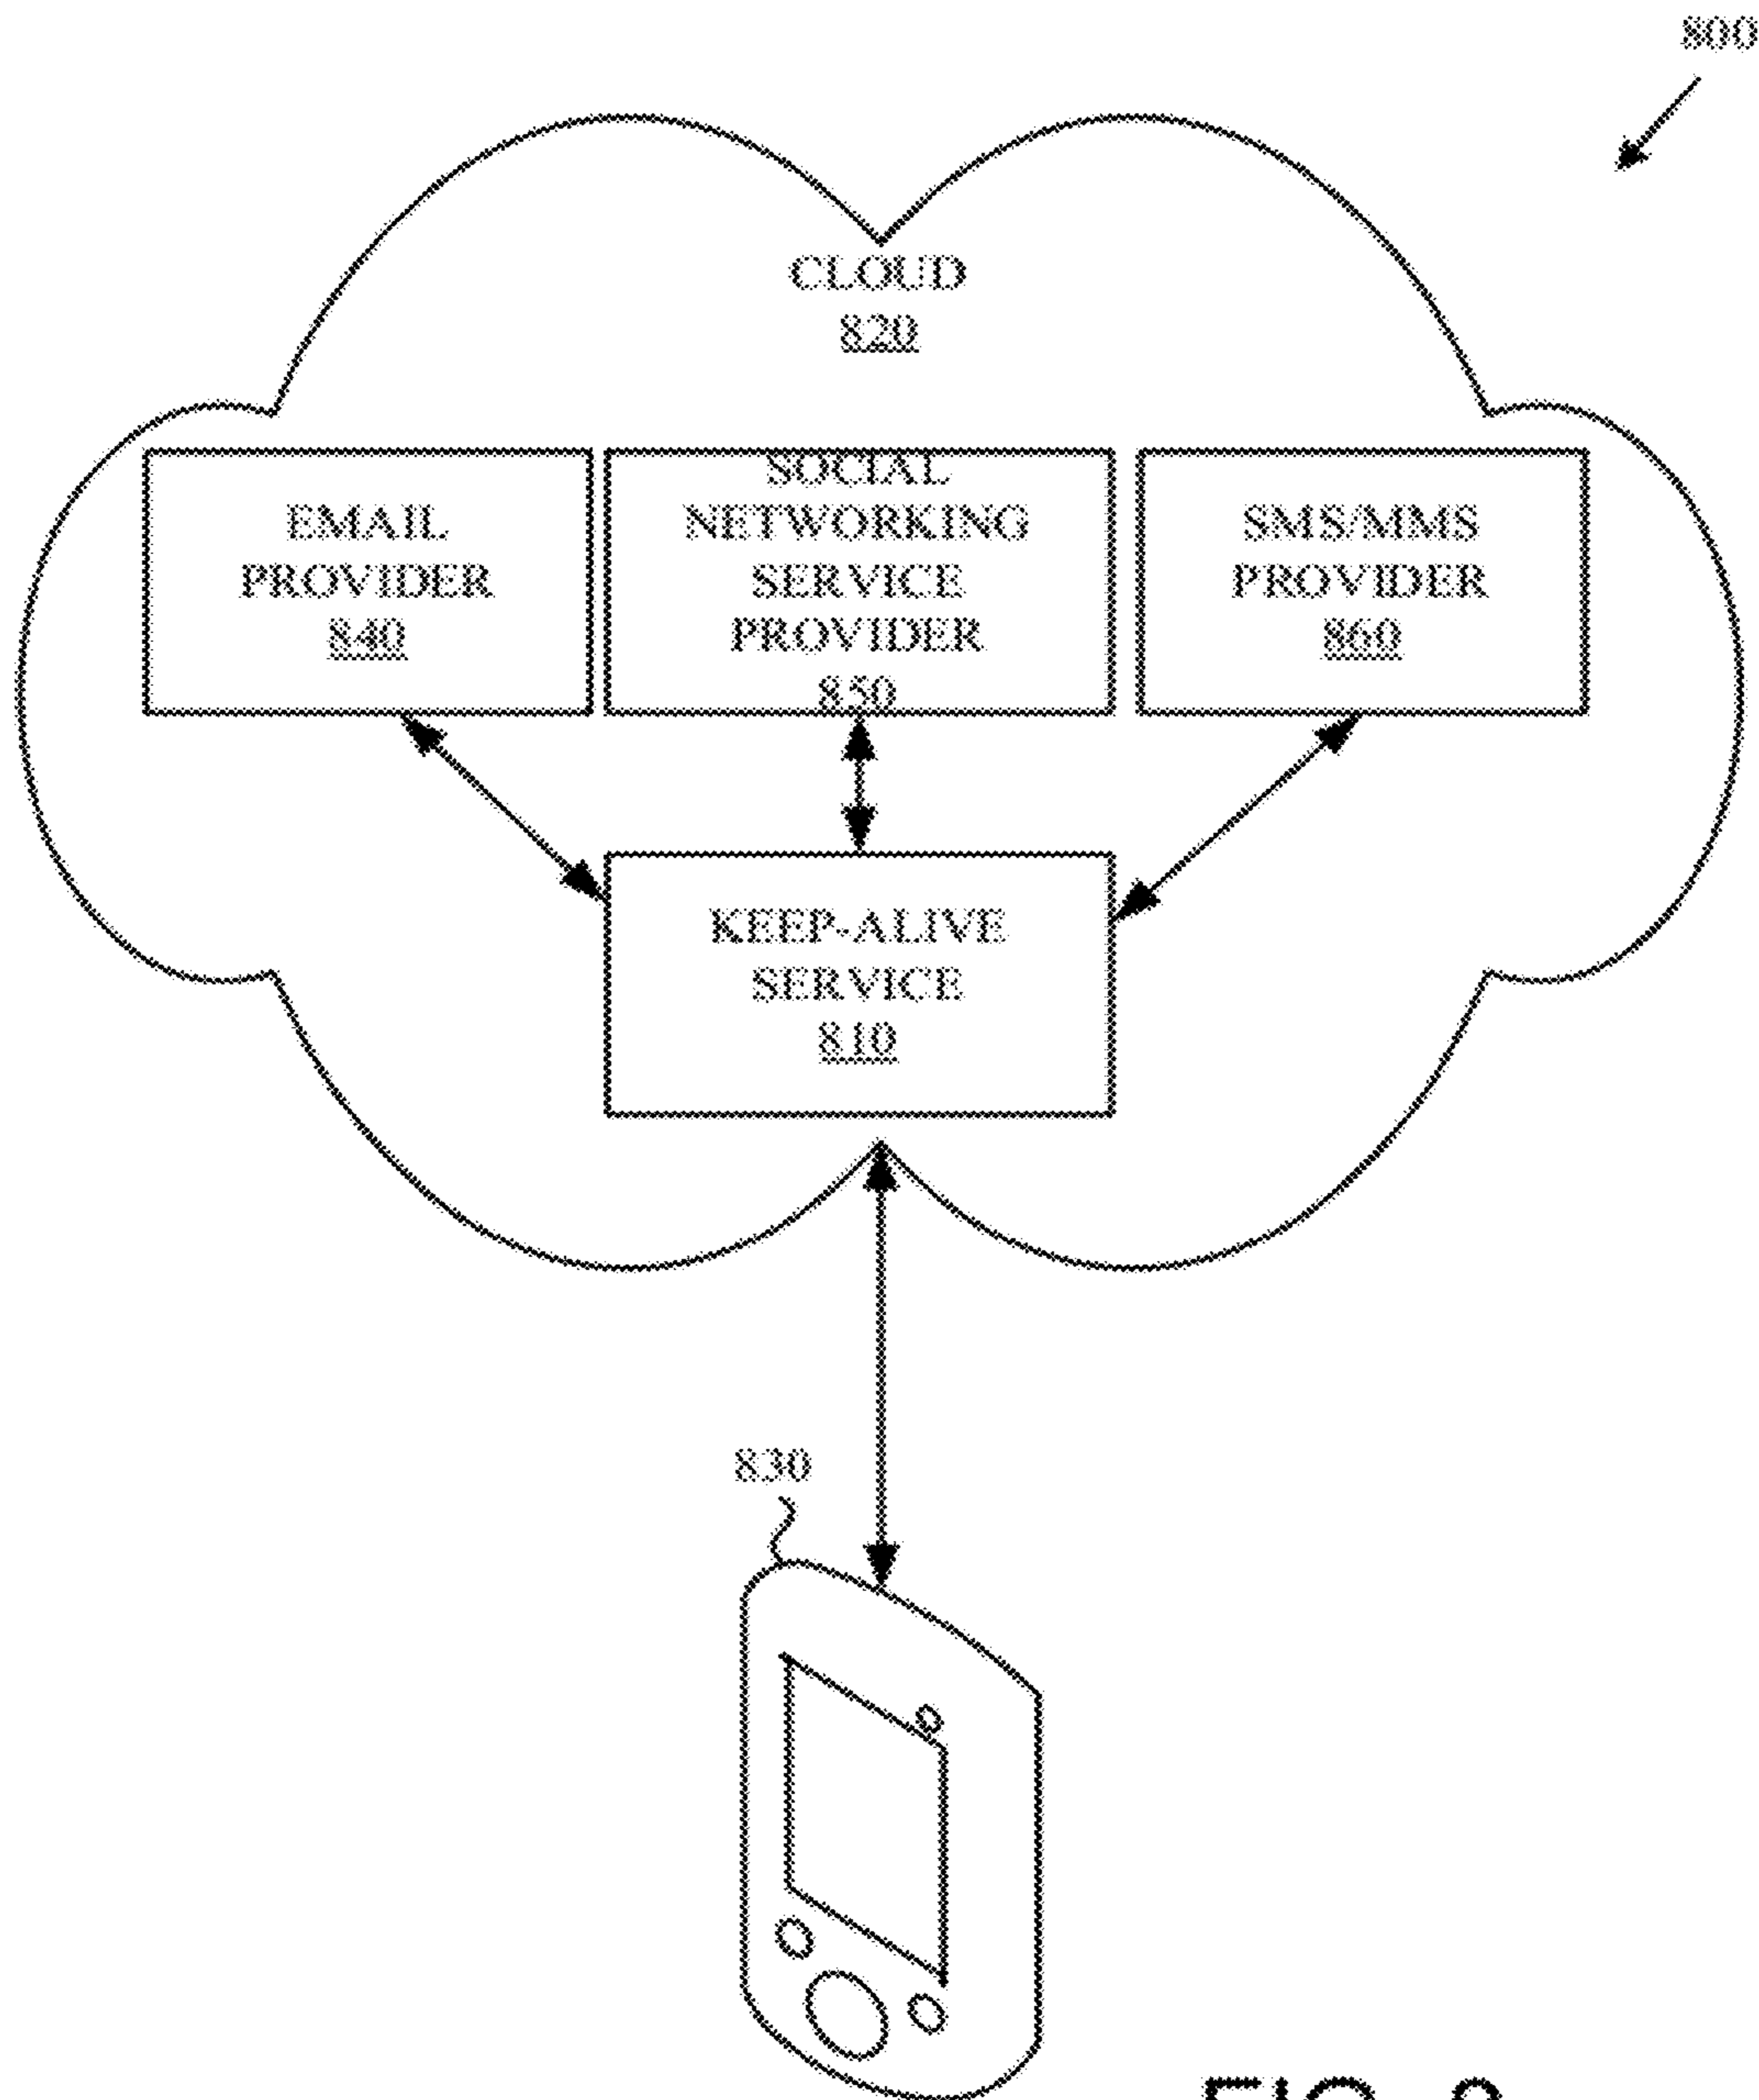 800
CLOUD
820
EMAIL
PROVIDER
840
SOCIAL
NETWORKING
SERVICE
PROVIDER
850
SMS/MMS
PROVIDER
860
KEEP-ALIVE
SERVICE
810
830
FIG.